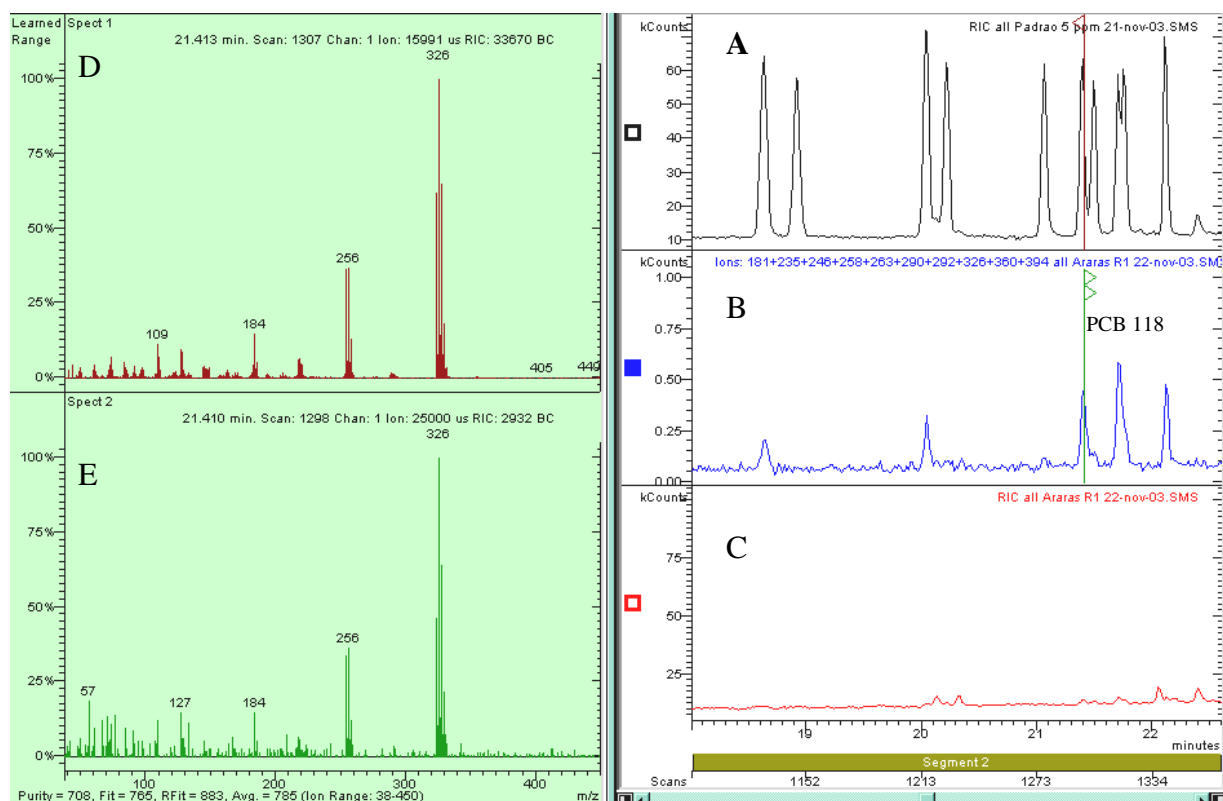 Learned
Range
Spect 1
21.413 min. Scan: 1307 Chan: 1 Ion: 15991 us RIC: 33670 BC
D
326
100%
75%
50%
256
25%
184
109
405
0%
Spect 2
21.410 min. Scan: 1298 Chan: 1 Ion: 25000 us RIC: 2932 BC
326
100%
E
75%
50%
256
25%
57
127
184
0%
100 200 300 400
Purity = 708, Fit = 765, RFit = 883, Avg. = 785 (Ion Range: 38-450) m/z
kCounts
A
RIC all Padrao 5 ppm 21-nov-03.SMS
60
50
40
30
20
10
kCounts
Ions: 181+235+246+258+263+290+292+326+360+394 all Araras R1 22-nov-03.SM
1.00
B
PCB 118
0.75
0.50
0.25
0.00
kCounts
RIC all Araras R1 22-nov-03.SMS
C
75
50
25
19 20 21 22
minutes
Segment 2
Scans 1152 1213 1273 1334